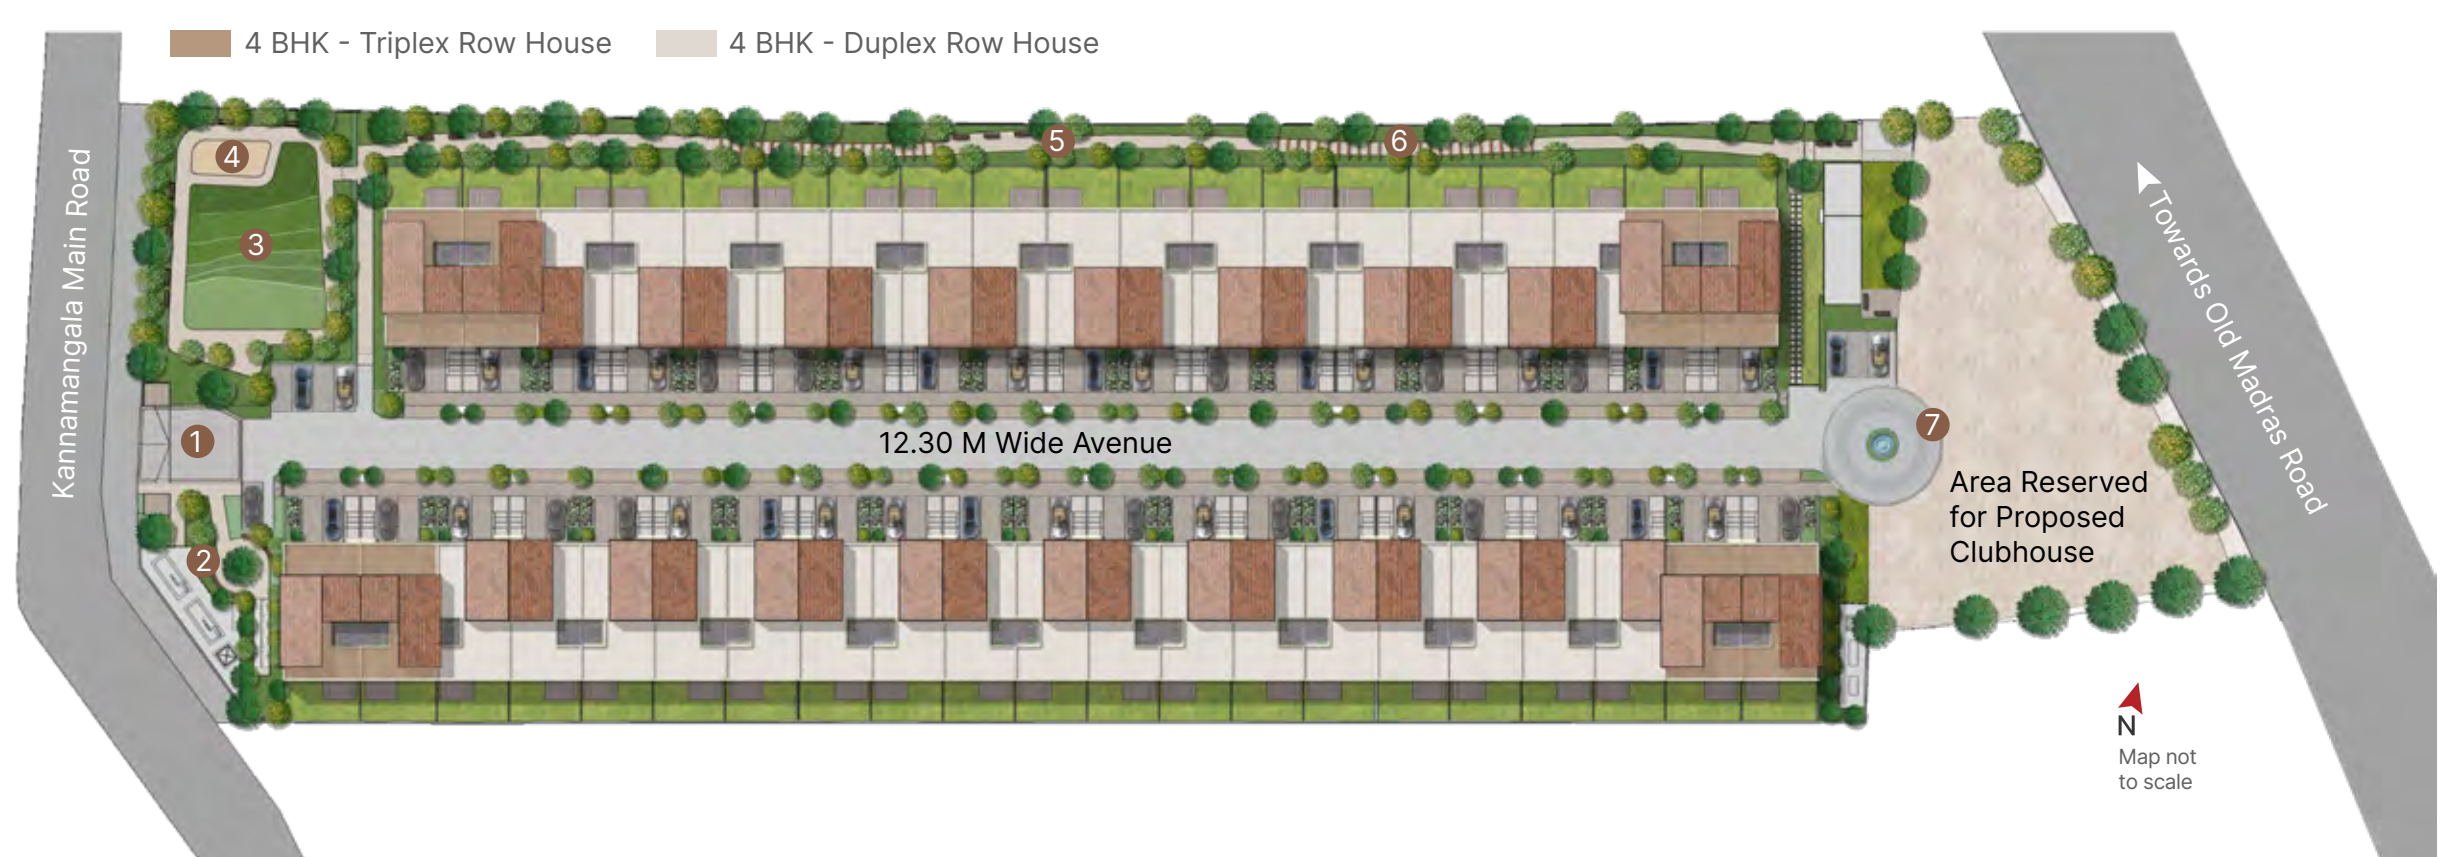 4 BHK - Triplex Row House
4 BHK - Duplex Row House
Kannamangala Main Road
4
5
6
3
Towards Old Madras Road
1
12.30 M Wide Avenue
7
Area Reserved
for Proposed
Clubhouse
2
N
Map not
to scale